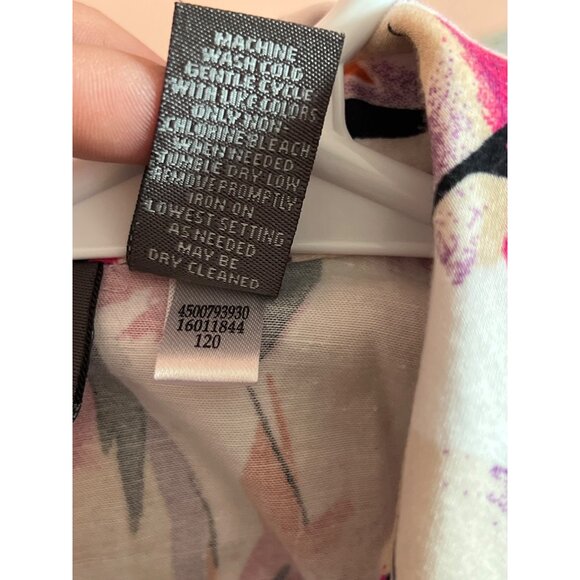 MACHINE
WASH COLD
GENTLE CYCLE
WITH LIKE COLORS
ONLY NON-
CHLORINE BLEACH
WHEN NEEDED
TUMBLE DRY LOW
REMOVE PROMPTLY
IRON ON
LOWEST SETTING
AS NEEDED
MAY BE
DRY CLEANED
4500793930
16011844
120